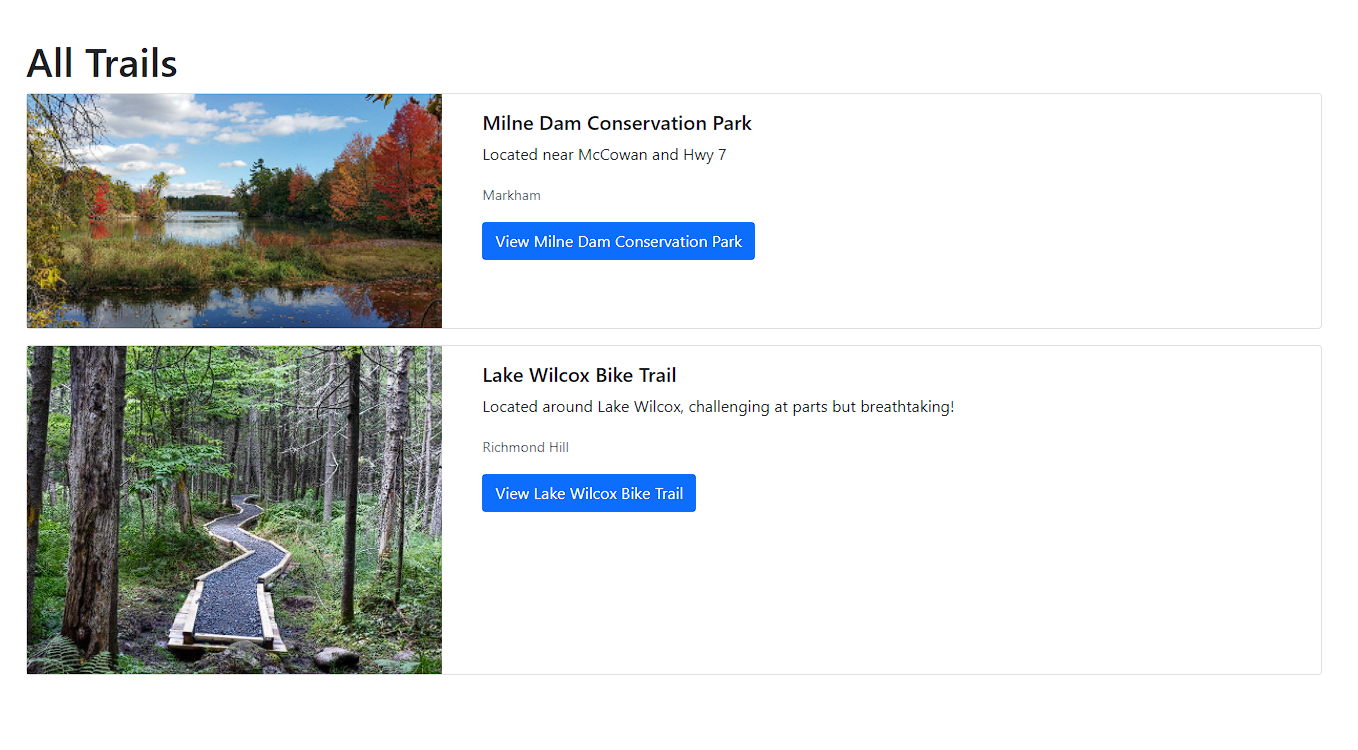 All Trails
Milne Dam Conservation Park
Located near McCowan and Hwy 7
Markham
View Milne Dam Conservation Park
Lake Wilcox Bike Trail
Located around Lake Wilcox, challenging at parts but breathtaking!
Richmond Hill
View Lake Wilcox Bike Trail